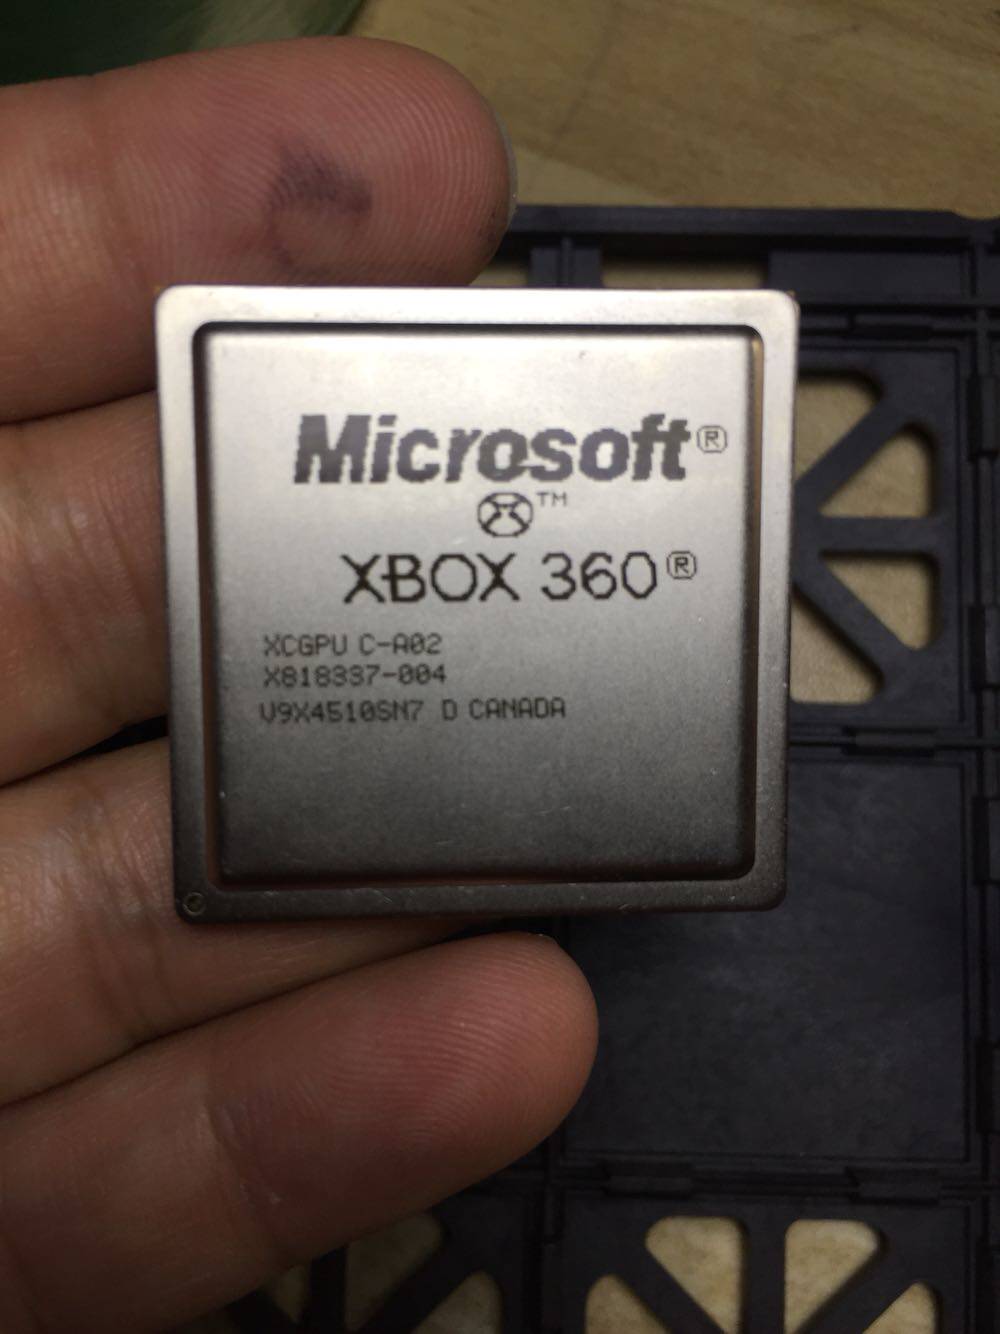 Microsoft®
™
XBOX 360®
XCGPU C-A02
X818337-004
V9X4510SN7 D CANADA